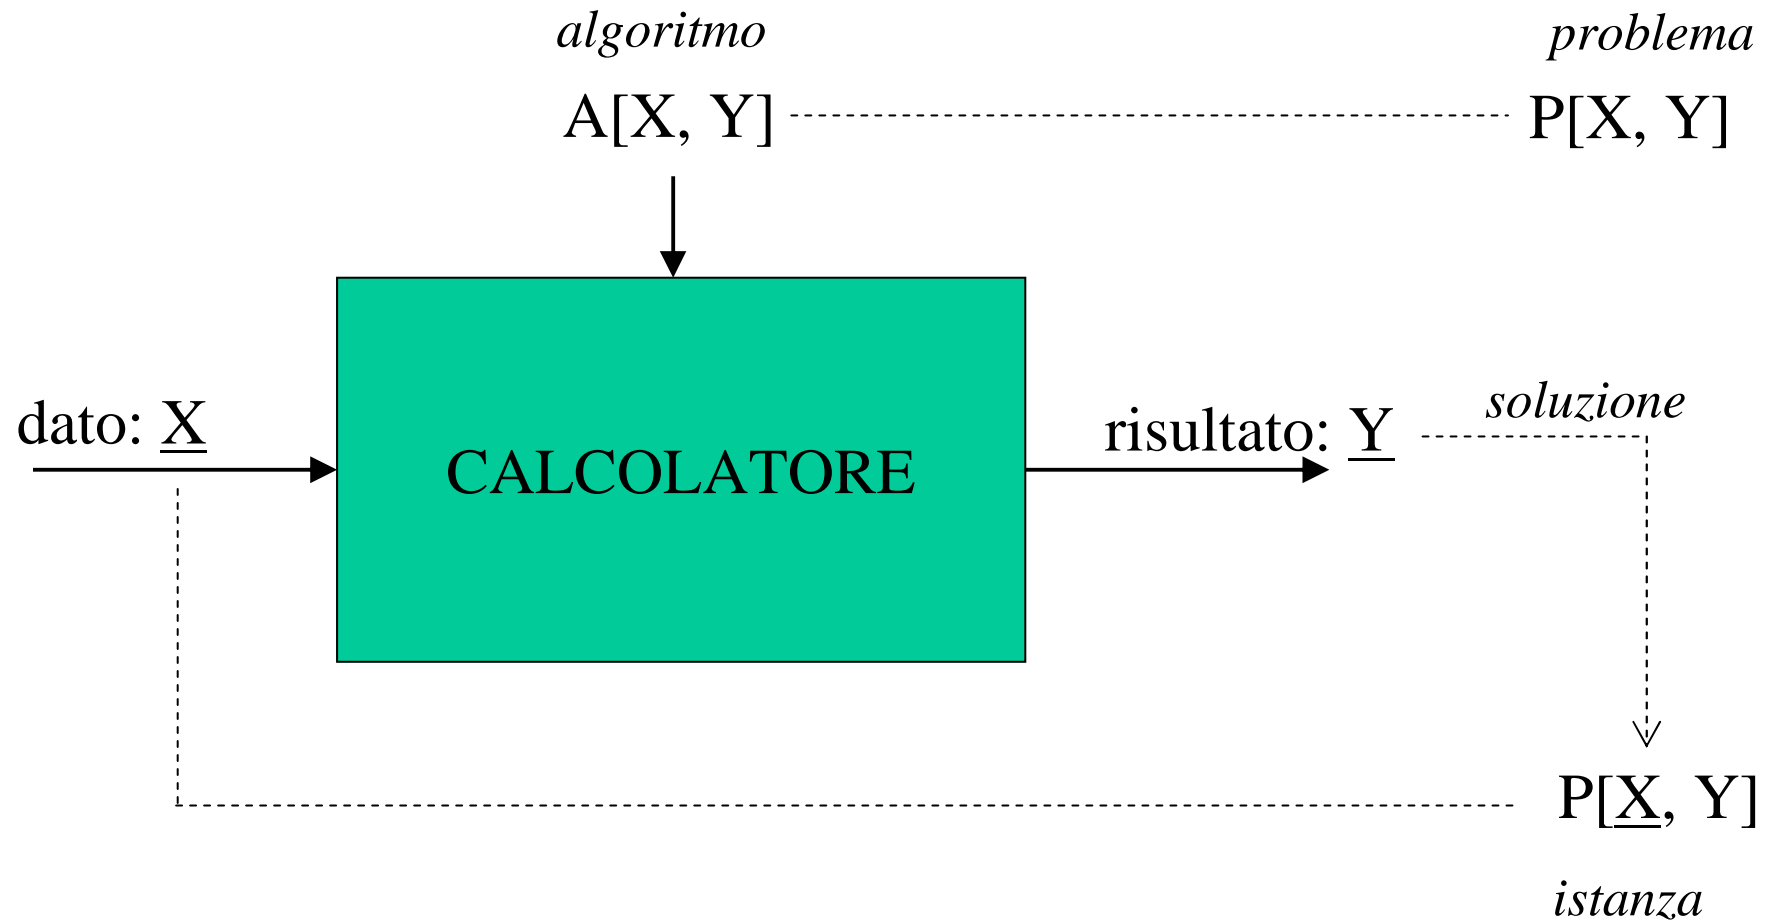 algoritmo
problema
A[X, Y]
P[X, Y]
dato: X
CALCOLATORE
risultato: Y
soluzione
P[X, Y]
istanza